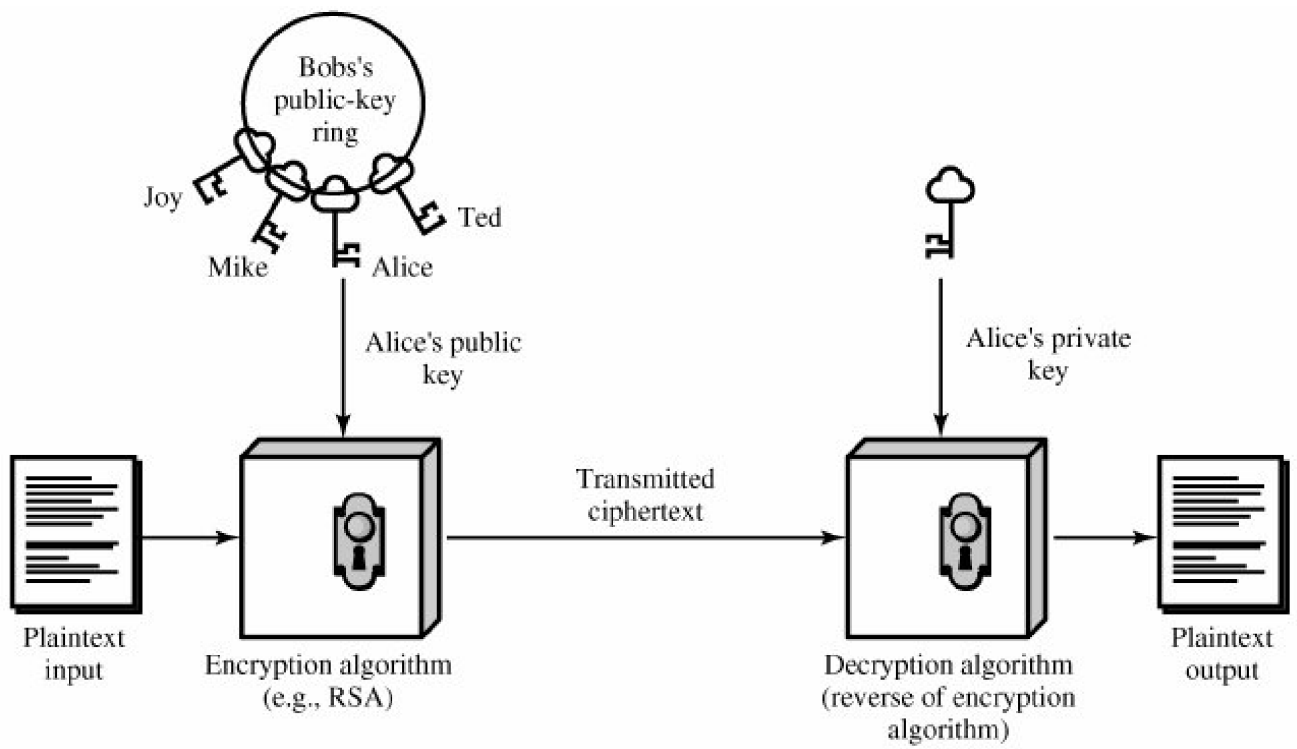 Bobs's
public-key
ring
Joy
Mike
Alice
Ted
Alice's public
key
Alice's private
key
Transmitted
ciphertext
Plaintext
input
Encryption algorithm
(e.g., RSA)
Decryption algorithm
(reverse of encryption
algorithm)
Plaintext
output